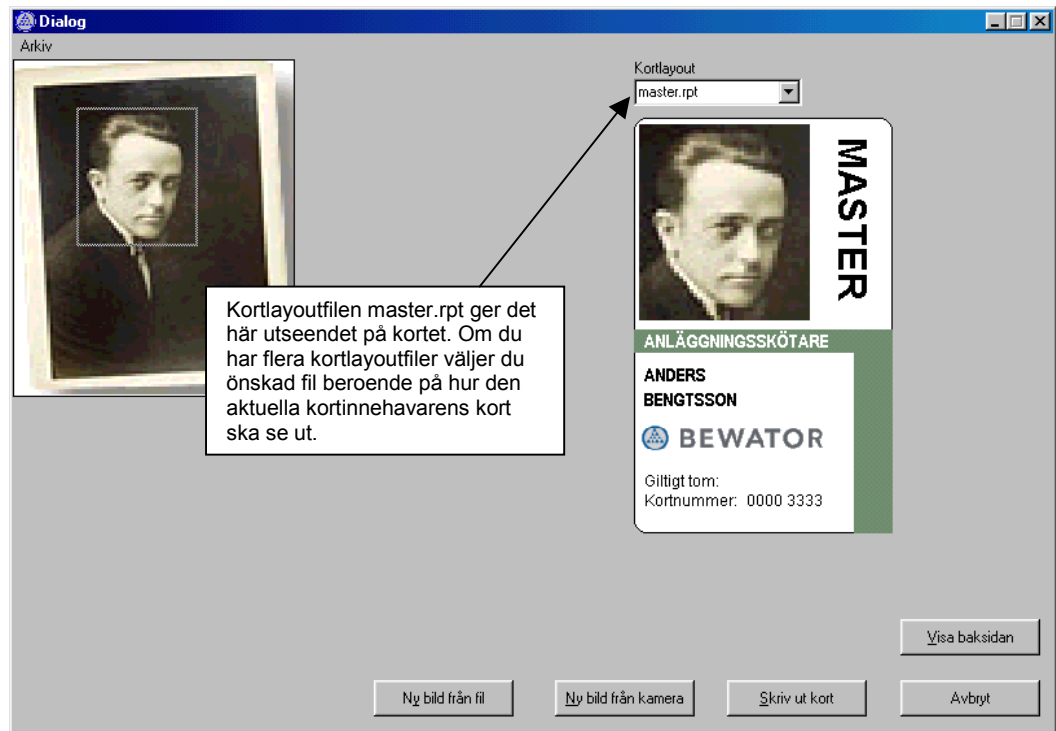 Dialog
Arkiv
Kortlayout
master.rpt
MASTER
Kortlayoutfilen master.rpt ger det
här utseendet på kortet. Om du
har flera kortlayoutfiler väljer du
önskad fil beroende på hur den
aktuella kortinnehavarens kort
ska se ut.
ANLÄGGNINGSSKÖTARE
ANDERS
BENGTSSON
BEWATOR
Giltigt tom:
Kortnummer: 0000 3333
Visa baksidan
Ny bild från fil
Ny bild från kamera
Skriv ut kort
Avbryt